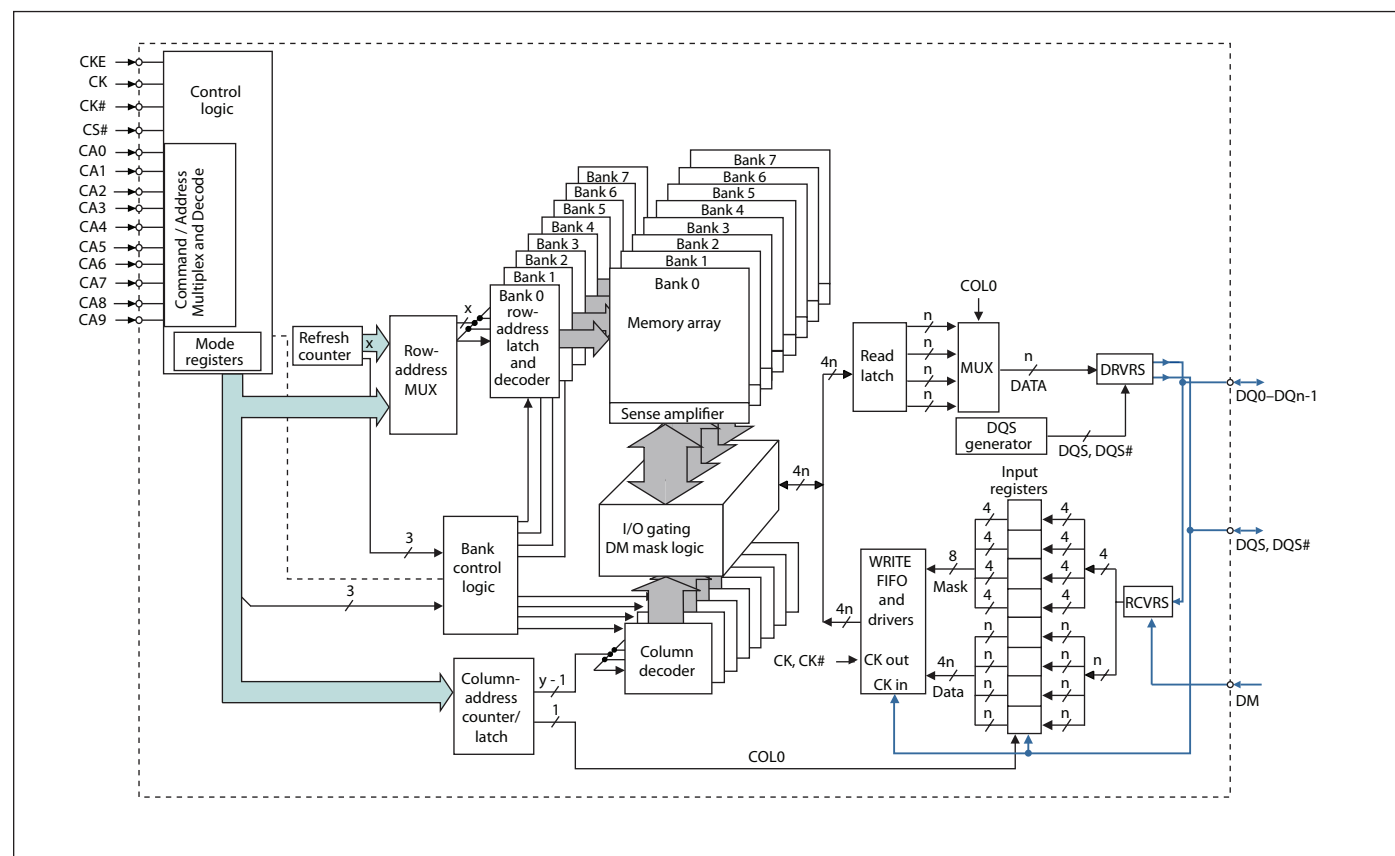 CKE
CK
CK#
CS#
CA0
CA1
CA2
CA3
CA4
CA5
CA6
CA7
CA8
CA9
Control
logic
Command / Address
Multiplex and Decode
Mode
registers
Refresh
counter
x
Row-
address
MUX
x
Bank 7
Bank 6
Bank 5
Bank 4
Bank 3
Bank 2
Bank 1
Bank 0
row-
address
latch
and
decoder
Bank 7
Bank 6
Bank 5
Bank 4
Bank 3
Bank 2
Bank 1
Bank 0
Memory array
Sense amplifier
3
3
Bank
control
logic
I/O gating
DM mask logic
Column
decoder
Column-
address
counter/
latch
y - 1
1
COL0
4n
4n
4n
Read
latch
n
n
n
n
COL0
MUX
n
DATA
DRVRS
DQS
generator
DQS, DQS#
DQ0–DQn-1
DQS, DQS#
DM
Input
registers
4
4
4
4
n
n
n
n
4
4
4
4
n
n
n
n
4
n
RCVRS
WRITE
FIFO
and
drivers
CK out
CK in
8
Mask
4n
Data
CK, CK#